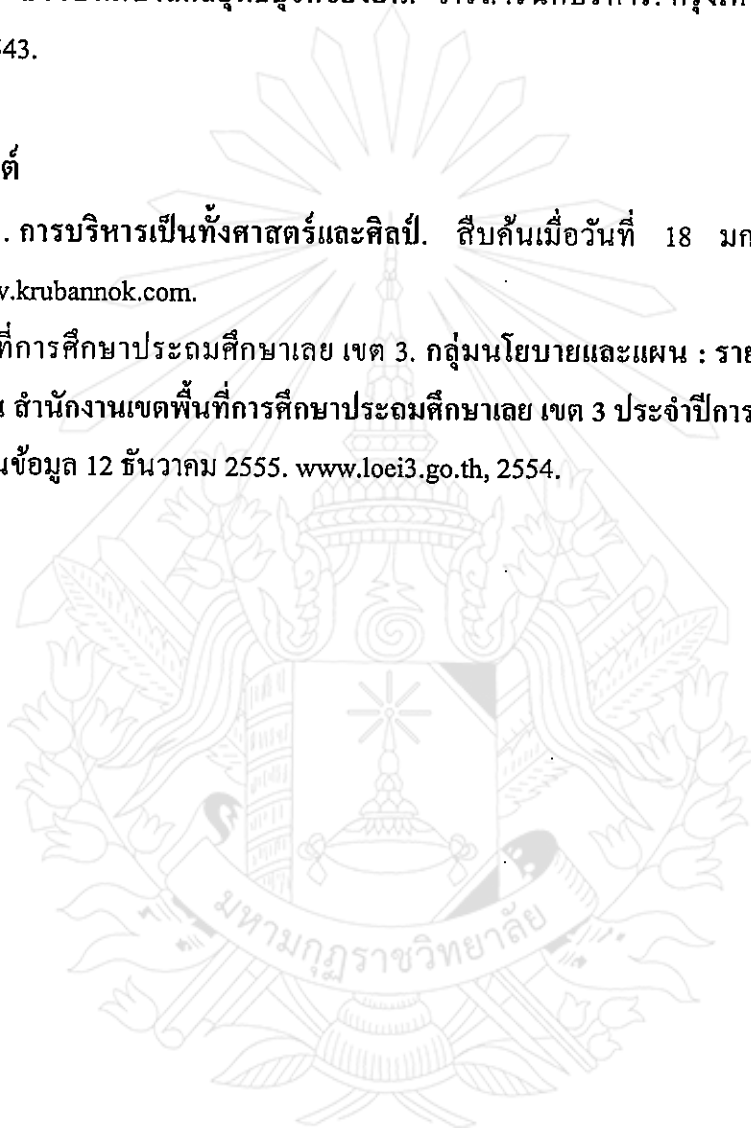 43.
ต์
. การบริหารเป็นทั้งศาสตร์และศิลป์. สืบค้นเมื่อวันที่ 18 มก
.krubannok.com.
ที่การศึกษาประถมศึกษาเลย เขต 3. กลุ่มนโยบายและแผน : ราย
สำนักงานเขตพื้นที่การศึกษาประถมศึกษาเลย เขต 3 ประจำปีการ
นข้อมูล 12 ธันวาคม 2555. www.loei3.go.th, 2554.
มหามกุฏราชวิทยาลัย